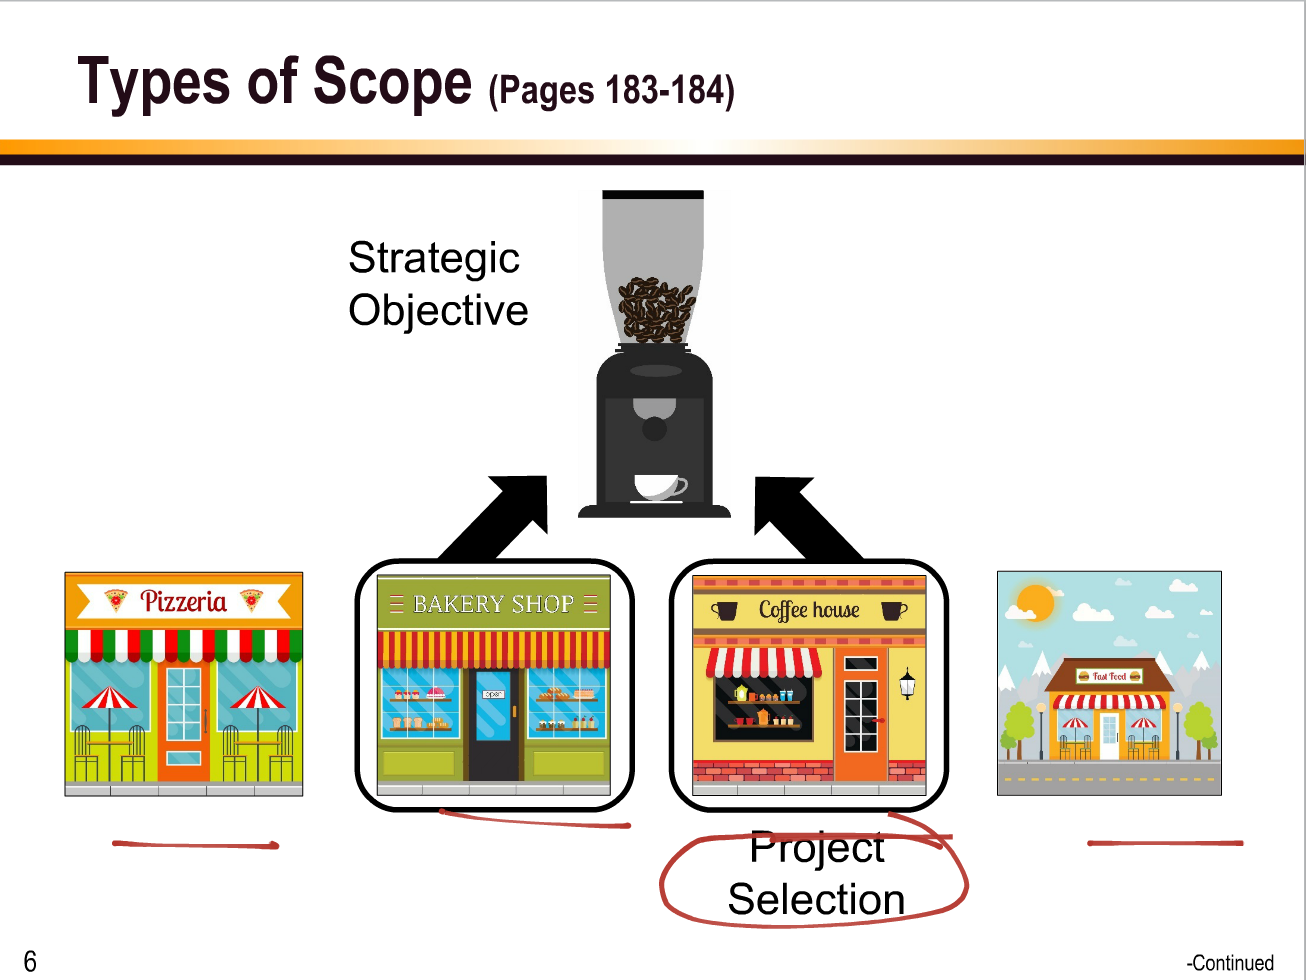 Types of Scope (Pages 183-184)
Strategic
Objective
Pizzeria
BAKERY SHOP
open
Coffee house
Fast Food
Project
Selection
6
-Continued